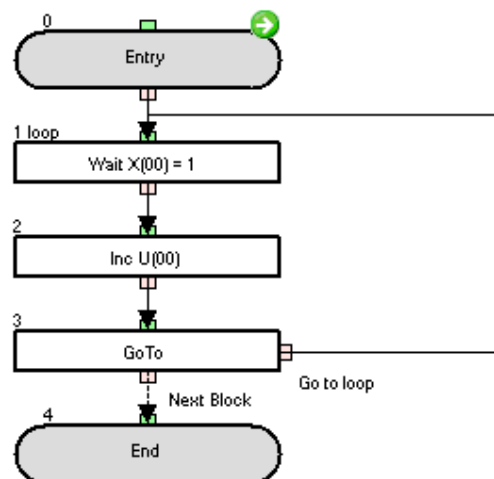 0
Entry
1 loop
Wait X(00) = 1
2
Inc U(00)
3
GoTo
Go to loop
Next Block
4
End